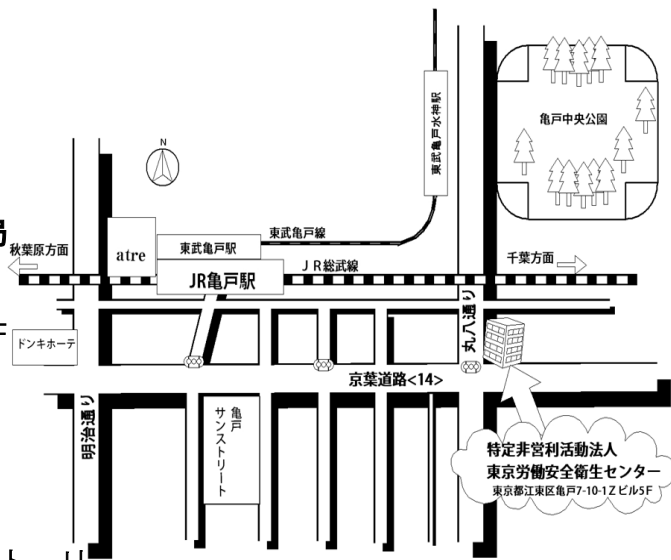 亀戸中央公園
東武亀戸水神駅
N
秋葉原方面
atre
東武亀戸駅
東武亀戸線
JR亀戸駅
JR総武線
千葉方面
ドンキホーテ
丸八通り
京葉道路<14>
明治通り
亀戸
サンストリート
特定非営利活動法人
東京労働安全衛生センター
東京都江東区亀戸7-10-1Zビル5F